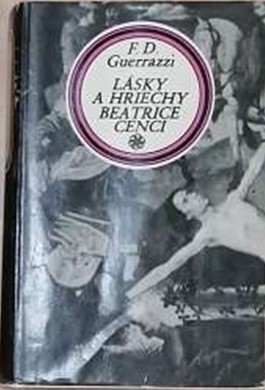 F. D.
Guerrazzi
LÁSKY
A HRIECHY
BEATRICE
CENCI